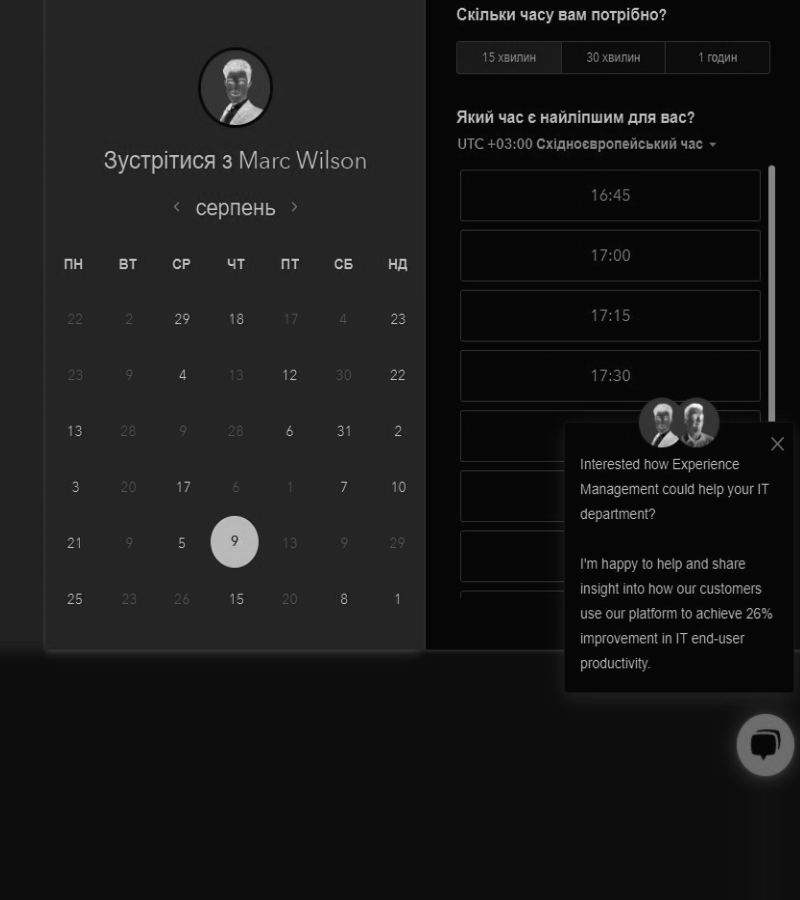 Зустрітися з Marc Wilson
серпень
ПН ВТ СР ЧТ ПТ СБ НД
22 2 29 18 17 4 23
23 9 4 13 12 30 22
13 28 9 28 6 31 2
3 20 17 6 1 7 10
21 9 5 9 13 9 29
25 23 26 15 20 8 1
Скільки часу вам потрібно?
15 хвилин 30 хвилин 1 годин
Який час є найліпшим для вас?
UTC +03:00 Східноєвропейський час
16:45
17:00
17:15
17:30
Interested how Experience
Management could help your IT
department?
I'm happy to help and share
insight into how our customers
use our platform to achieve 26%
improvement in IT end-user
productivity.